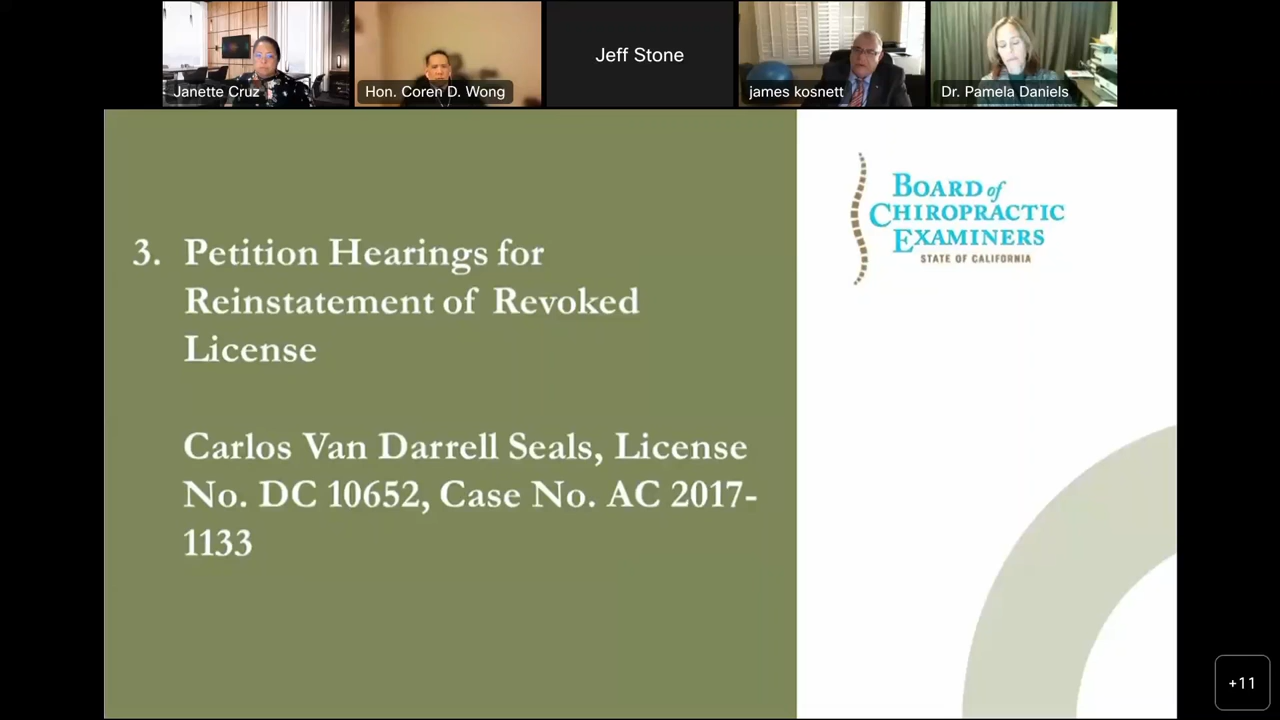 Janette Cruz
Hon. Coren D. Wong
Jeff Stone
james kosnett
Dr. Pamela Daniels
3. Petition Hearings for
Reinstatement of Revoked
License
Carlos Van Darrell Seals, License
No. DC 10652, Case No. AC 2017-
1133
BOARD of
CHIROPRACTIC
EXAMINERS
STATE OF CALIFORNIA
+11